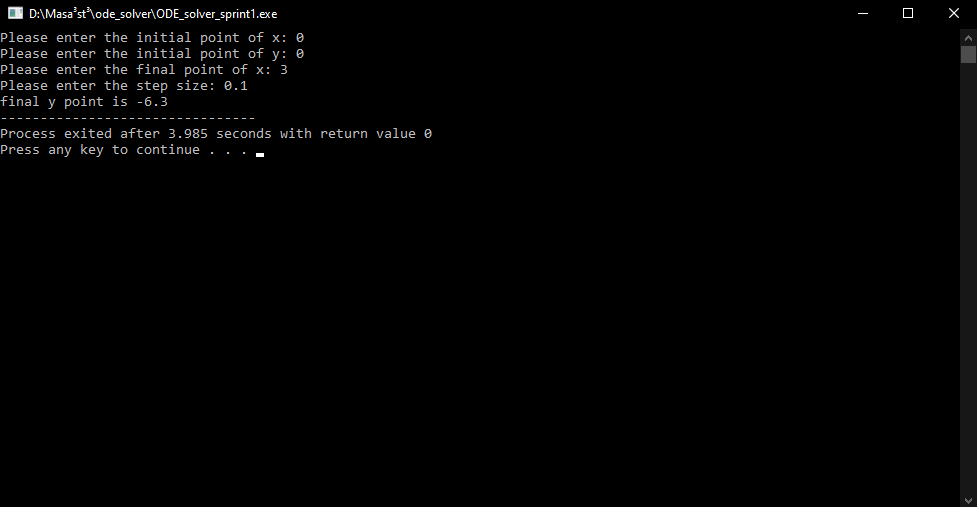 D:\Masa³st³\ode_solver\ODE_solver_sprint1.exe
Please enter the initial point of x: 0
Please enter the initial point of y: 0
Please enter the final point of x: 3
Please enter the step size: 0.1
final y point is -6.3
--------------------------------
Process exited after 3.985 seconds with return value 0
Press any key to continue . . .